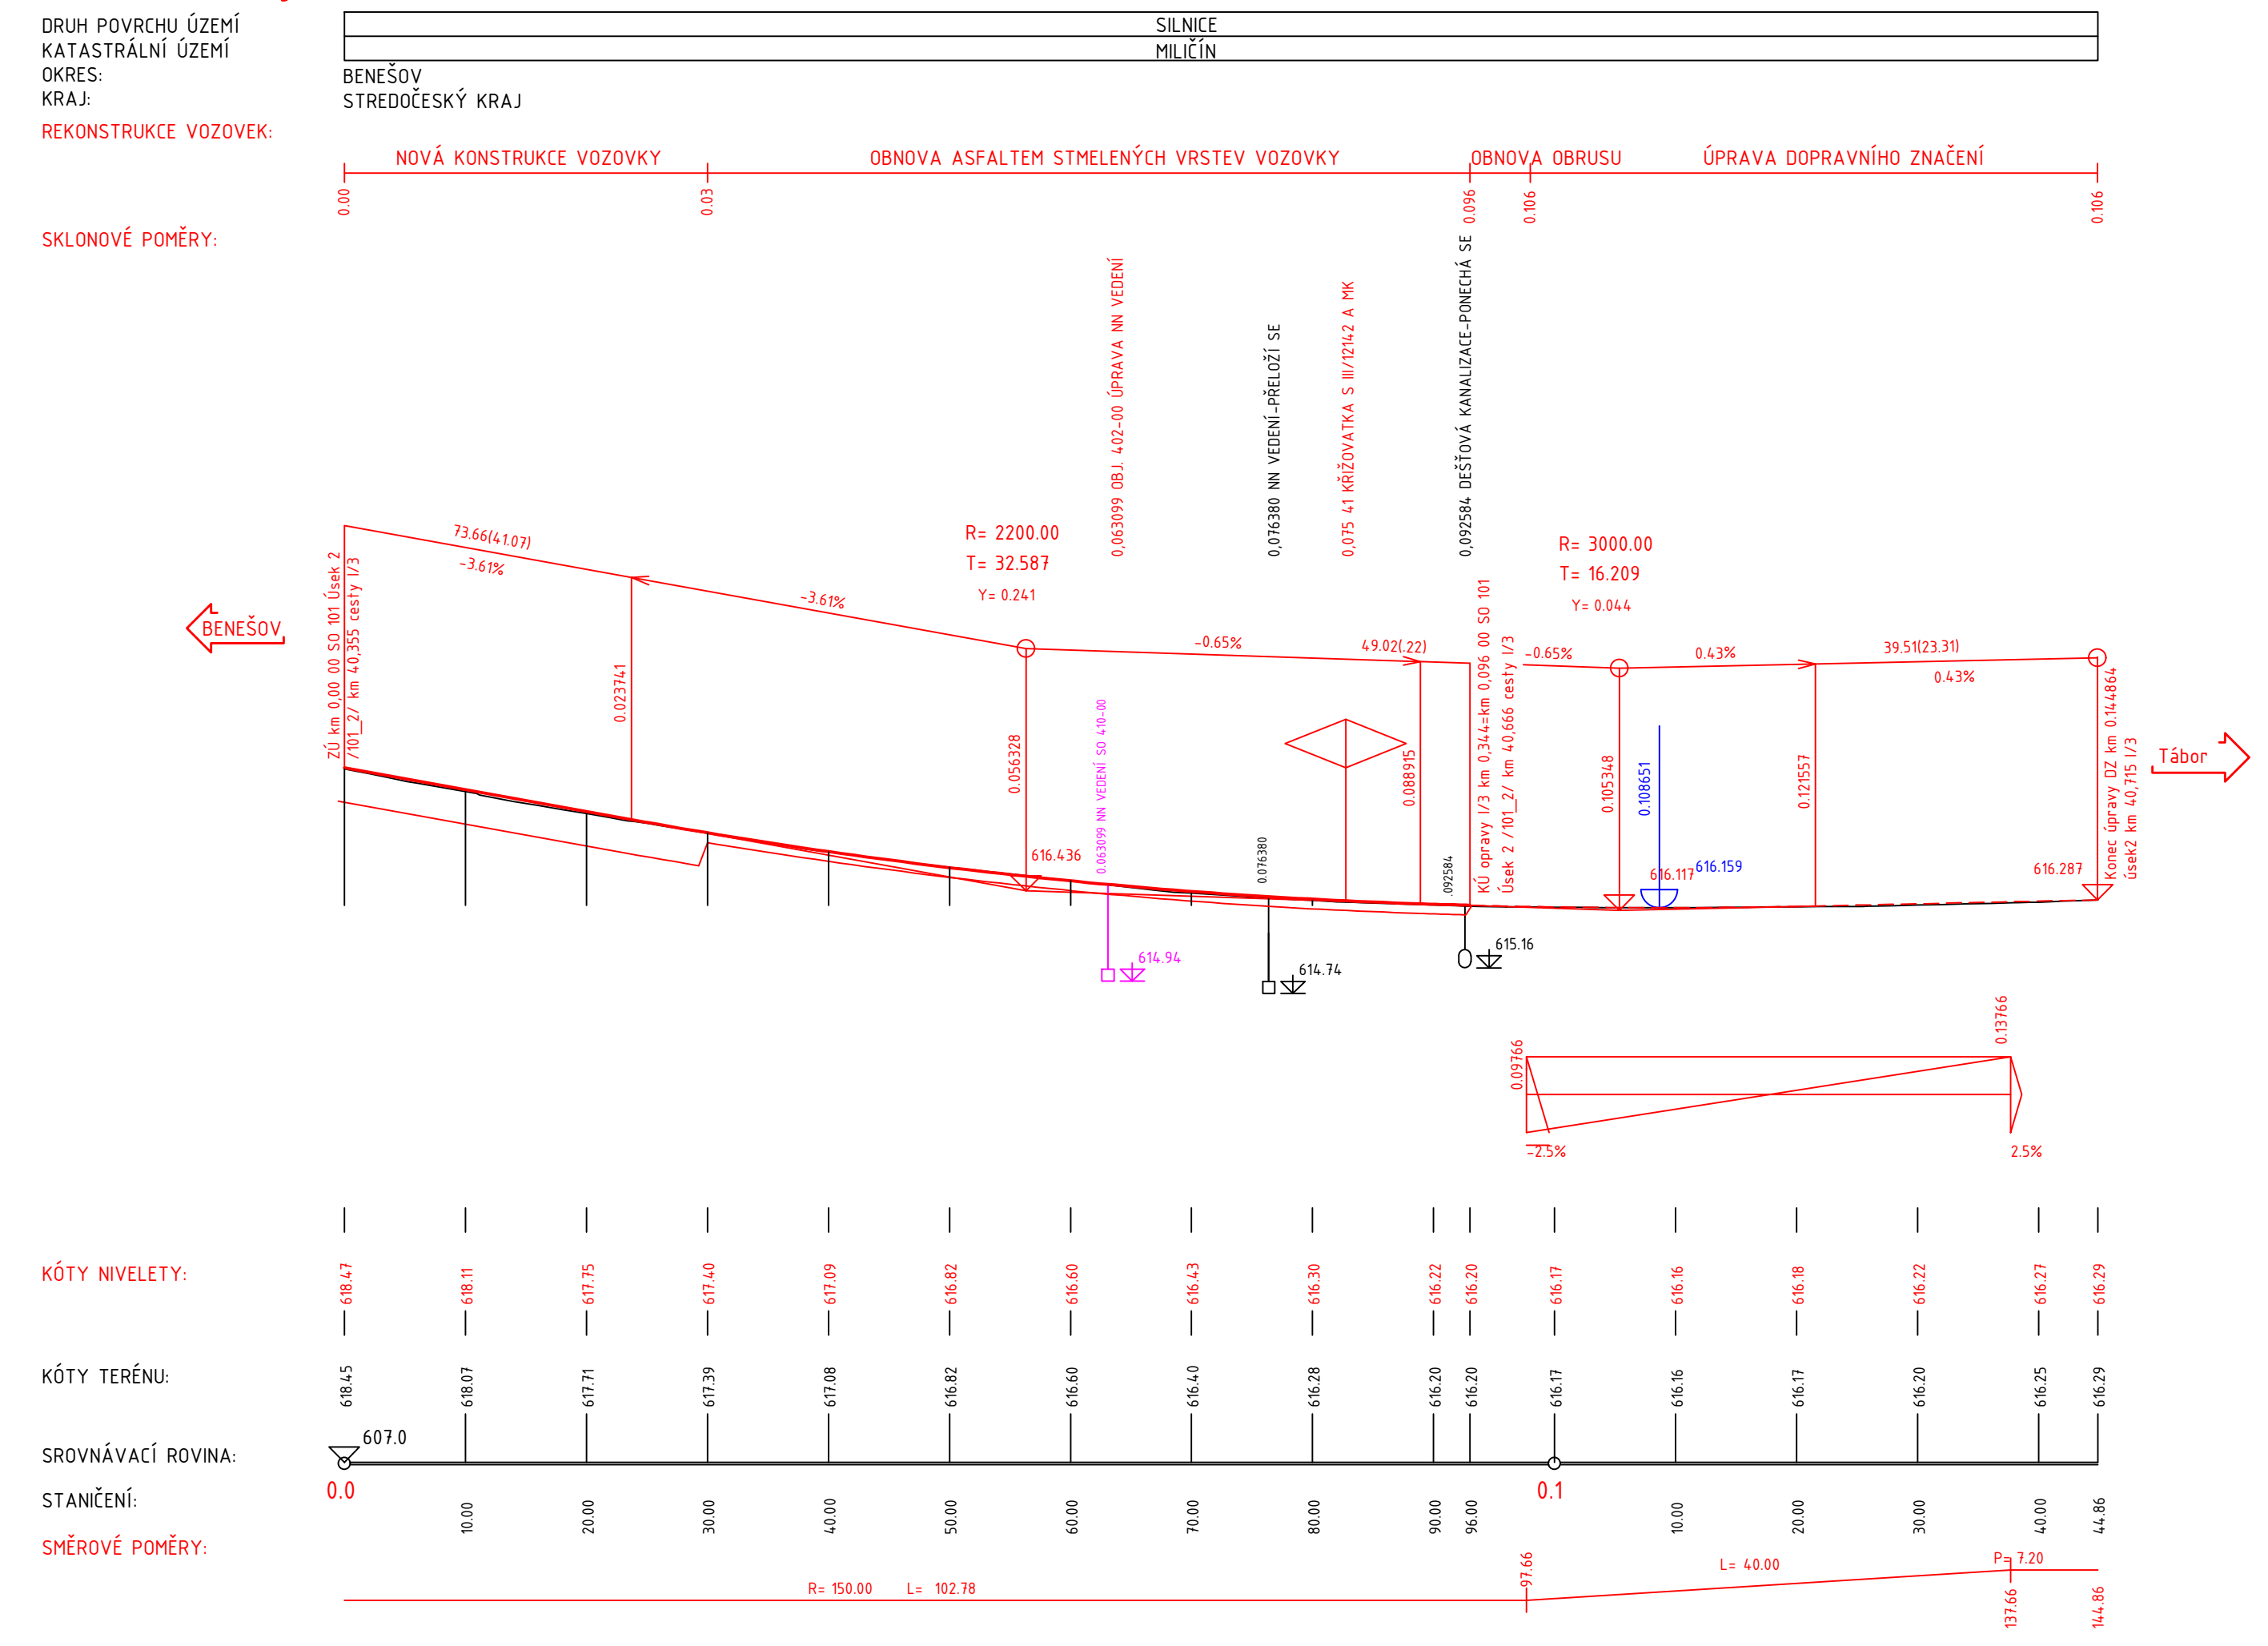 DRUH POVRCHU ÚZEMÍ
SILNICE
KATASTRÁLNÍ ÚZEMÍ
MILIČÍN
OKRES:
BENEŠOV
KRAJ:
STREDOČESKÝ KRAJ
REKONSTRUKCE VOZOVEK:
NOVÁ KONSTRUKCE VOZOVKY
OBNOVA ASFALTEM STMELENÝCH VRSTEV VOZOVKY
OBNOVA OBRUSU
ÚPRAVA DOPRAVNÍHO ZNAČENÍ
0.00
0.03
0.096
0.106
0.106
SKLONOVÉ POMĚRY:
0,063099 OBJ. 402-00 ÚPRAVA NN VEDENÍ
0,076380 NN VEDENÍ-PŘELOŽÍ SE
0,075 41 KŘIŽOVATKA S III/12142 A MK
0,092584 DEŠŤOVÁ KANALIZACE-PONECHÁ SE
BENEŠOV
ZÚ km 0,00 00 SO 101 Úsek 2
/101_2/ km 40,355 cesty I/3
73.66(41.07)
-3.61%
0.023741
-3.61%
R= 2200.00
T= 32.587
Y= 0.241
0.056328
616.436
-0.65%
49.02(.22)
0.063099 NN VEDENÍ SO 410-00
614.94
0.076380
614.74
0.088915
.092584
615.16
KÚ opravy I/3 km 0,344=km 0,096 00 SO 101
Úsek 2 /101_2/ km 40,666 cesty I/3
R= 3000.00
T= 16.209
Y= 0.044
-0.65%
0.43%
39.51(23.31)
0.43%
0.105348
616.117
0.108651
616.159
0.121557
616.287
Konec úpravy DZ km 0.144864
úsek2 km 40,715 I/3
Tábor
0.09766
0.13766
-2.5%
2.5%
KÓTY NIVELETY:
618.47
618.11
617.75
617.40
617.09
616.82
616.60
616.43
616.30
616.22
616.20
616.17
616.16
616.18
616.22
616.27
616.29
KÓTY TERÉNU:
618.45
618.07
617.71
617.39
617.08
616.82
616.60
616.40
616.28
616.20
616.20
616.17
616.16
616.17
616.20
616.25
616.29
SROVNÁVACÍ ROVINA:
607.0
STANIČENÍ:
0.0
10.00
20.00
30.00
40.00
50.00
60.00
70.00
80.00
90.00
96.00
0.1
10.00
20.00
30.00
40.00
44.86
SMĚROVÉ POMĚRY:
R= 150.00 L= 102.78
97.66
L= 40.00
P= 7.20
137.66
144.86